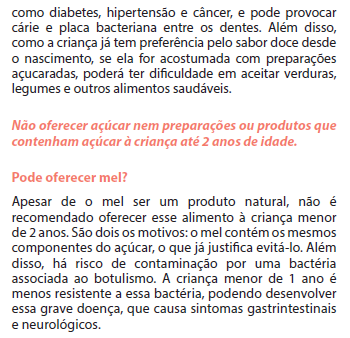 como diabetes, hipertensão e câncer, e pode provocar
cárie e placa bacteriana entre os dentes. Além disso,
como a criança já tem preferência pelo sabor doce desde
o nascimento, se ela for acostumada com preparações
açucaradas, poderá ter dificuldade em aceitar verduras,
legumes e outros alimentos saudáveis.
Não oferecer açúcar nem preparações ou produtos que
contenham açúcar à criança até 2 anos de idade.
Pode oferecer mel?
Apesar de o mel ser um produto natural, não é
recomendado oferecer esse alimento à criança menor
de 2 anos. São dois os motivos: o mel contém os mesmos
componentes do açúcar, o que já justifica evitá-lo. Além
disso, há risco de contaminação por uma bactéria
associada ao botulismo. A criança menor de 1 ano é
menos resistente a essa bactéria, podendo desenvolver
essa grave doença, que causa sintomas gastrintestinais
e neurológicos.